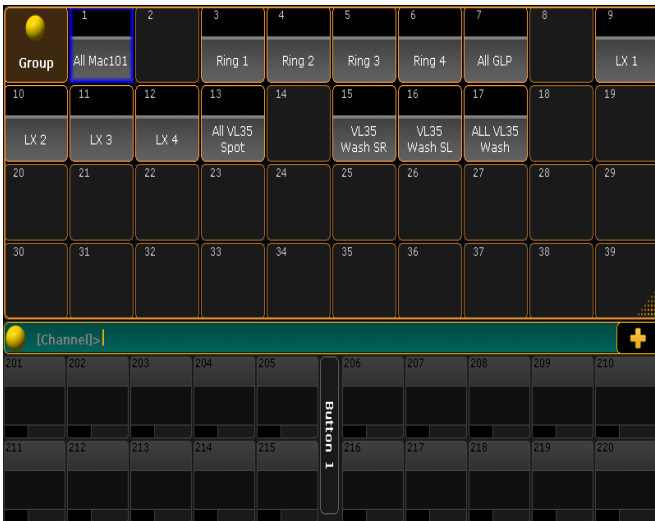 Group
1
All Mac101
2
3
Ring 1
4
Ring 2
5
Ring 3
6
Ring 4
7
All GLP
8
9
LX 1
10
LX 2
11
LX 3
12
LX 4
13
All VL35
Spot
14
15
VL35
Wash SR
16
VL35
Wash SL
17
ALL VL35
Wash
18
19
20
21
22
23
24
25
26
27
28
29
30
31
32
33
34
35
36
37
38
39
[Channel]>
201
202
203
204
205
206
207
208
209
210
Button 1
211
212
213
214
215
216
217
218
219
220